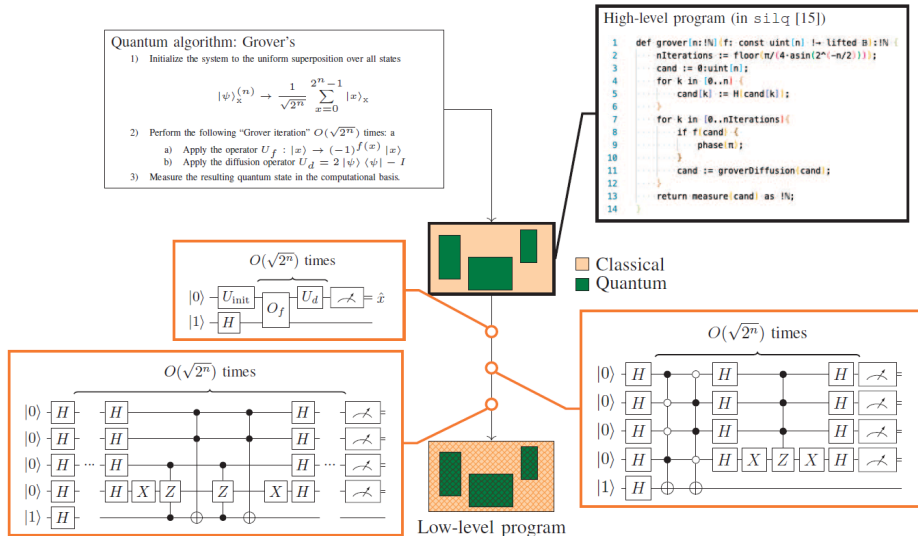 Quantum algorithm: Grover's
1) Initialize the system to the uniform superposition over all states
|ψ⟩ₓ⁽ⁿ⁾ → 1/√2ⁿ ∑_{x=0}^{2ⁿ−1} |x⟩ₓ
2) Perform the following "Grover iteration" O(√2ⁿ) times: a
a) Apply the operator U_f : |x⟩ → (−1)^{f(x)} |x⟩
b) Apply the diffusion operator U_d = 2 |ψ⟩ ⟨ψ| − I
3) Measure the resulting quantum state in the computational basis.
High-level program (in silq [15])
1 def grover[n:!ℕ](f: const uint[n] !→ lifted 𝔹):!ℕ {
2 nIterations := floor(π/(4·asin(2^(-n/2))));
3 cand := 0:uint[n];
4 for k in [0..n) {
5 cand[k] := H(cand[k]);
6 }
7 for k in [0..nIterations){
8 if f(cand) {
9 phase(π);
10 }
11 cand := groverDiffusion(cand);
12 }
13 return measure(cand) as !ℕ;
14 }
Classical
Quantum
O(√2ⁿ) times
|0⟩ U_init O_f U_d = x̂
|1⟩ H
O(√2ⁿ) times
|0⟩ H H H =
|0⟩ H H H =
|0⟩ H ⋯ H Z Z H ⋯ =
|0⟩ H H X Z Z X H =
|1⟩ H
O(√2ⁿ) times
|0⟩ H H H =
|0⟩ H H H =
|0⟩ H H H =
|0⟩ H H X Z X H =
|1⟩ H
Low-level program